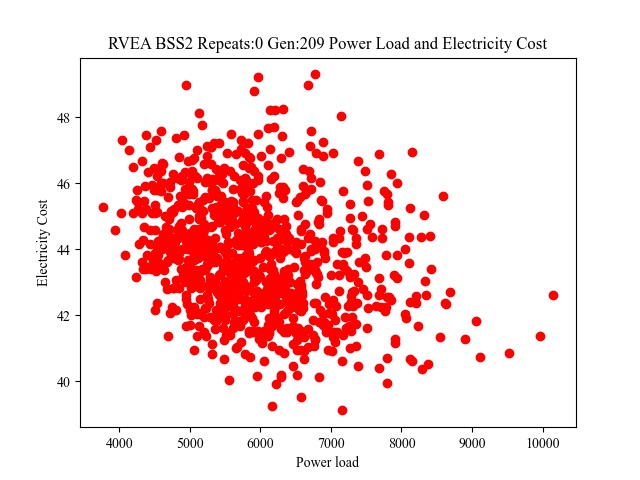 RVEA BSS2 Repeats:0 Gen:209 Power Load and Electricity Cost
Electricity Cost
48
46
44
42
40
4000 5000 6000 7000 8000 9000 10000
Power load